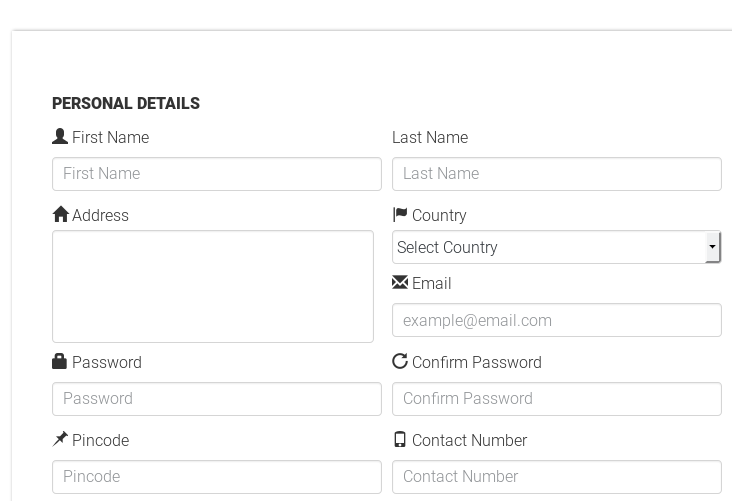 PERSONAL DETAILS
First Name Last Name
First Name Last Name
Address Country
Select Country
Email
example@email.com
Password Confirm Password
Password Confirm Password
Pincode Contact Number
Pincode Contact Number